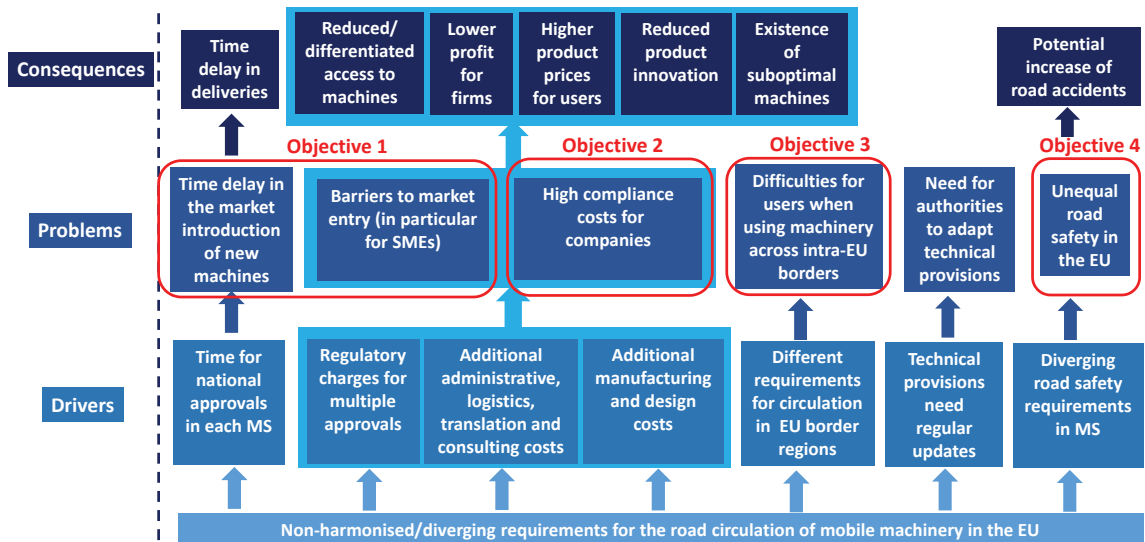 Consequences
Time
delay in
deliveries
Reduced/
differentiated
access to
machines
Lower
profit
for
firms
Higher
product
prices
for users
Reduced
product
innovation
Existence
of
suboptimal
machines
Potential
increase of
road accidents
Objective 1
Objective 2
Objective 3
Objective 4
Problems
Time delay in
the market
introduction
of new
machines
Barriers to market
entry (in particular
for SMEs)
High compliance
costs for
companies
Difficulties for
users when
using machinery
across intra-EU
borders
Need for
authorities
to adapt
technical
provisions
Unequal
road
safety in
the EU
Drivers
Time for
national
approvals
in each MS
Regulatory
charges for
multiple
approvals
Additional
administrative,
logistics,
translation and
consulting costs
Additional
manufacturing
and design
costs
Different
requirements
for circulation
in EU border
regions
Technical
provisions
need
regular
updates
Diverging
road safety
requirements
in MS
Non-harmonised/diverging requirements for the road circulation of mobile machinery in the EU